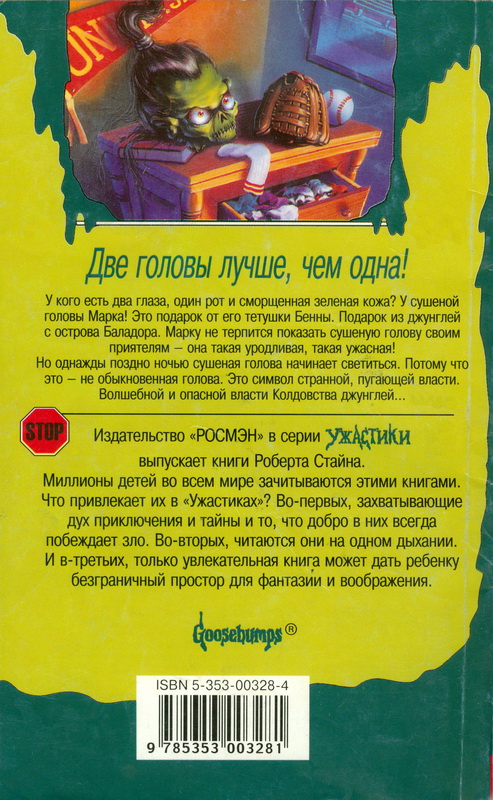 UN
Две головы лучше, чем одна!
У кого есть два глаза, один рот и сморщенная зеленая кожа? У сушеной
головы Марка! Это подарок от его тетушки Бенны. Подарок из джунглей
с острова Баладора. Марку не терпится показать сушеную голову своим
приятелям – она такая уродливая, такая ужасная!
Но однажды поздно ночью сушеная голова начинает светиться. Потому что
это – не обыкновенная голова. Это символ странной, пугающей власти.
Волшебной и опасной власти Колдовства джунглей...
STOP
Издательство «РОСМЭН» в серии УЖАСТИКИ
выпускает книги Роберта Стайна.
Миллионы детей во всем мире зачитываются этими книгами.
Что привлекает их в «Ужастиках»? Во-первых, захватывающие
дух приключения и тайны и то, что добро в них всегда
побеждает зло. Во-вторых, читаются они на одном дыхании.
И в-третьих, только увлекательная книга может дать ребенку
безграничный простор для фантазии и воображения.
Goosebumps®
ISBN 5-353-00328-4
9 785353 003281